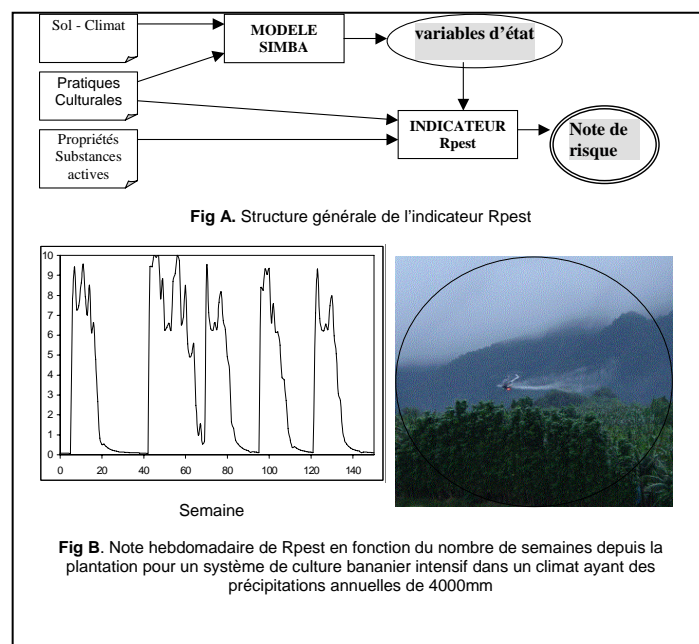 Sol - Climat
MODELE
SIMBA
variables d'état
Pratiques
Culturales
Propriétés
Substances
actives
INDICATEUR
Rpest
Note de
risque
Fig A. Structure générale de l'indicateur Rpest
10
9
8
7
6
5
4
3
2
1
0
0 20 40 60 80 100 120 140
Semaine
Fig B. Note hebdomadaire de Rpest en fonction du nombre de semaines depuis la
plantation pour un système de culture bananier intensif dans un climat ayant des
précipitations annuelles de 4000mm